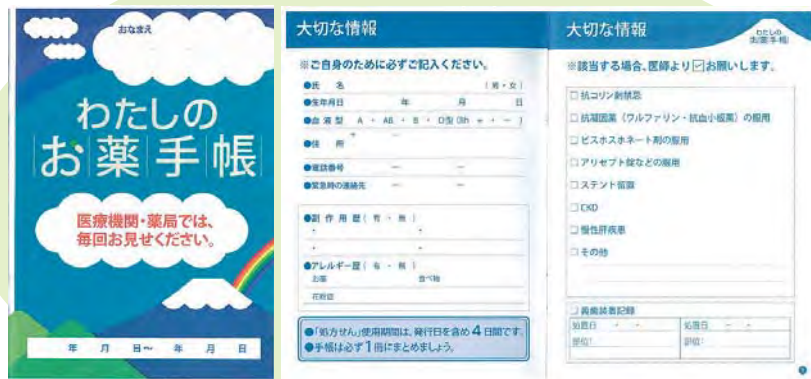 おなまえ
わたしの
お薬手帳
医療機関・薬局では、
毎回お見せください。
年 月 日～ 年 月 日
大切な情報
※ご自身のために必ずご記入ください。
●氏 名 (男・女)
●生年月日 年 月 日
●血液型 A ・ AB ・ B ・ O型(Rh + ・ −)
●住 所 〒 −
●電話番号 − −
●緊急時の連絡先 − −
●副作用歴(有・無)
・ ・
・ ・
●アレルギー歴(有・無)
お薬 食べ物
花粉症
●「処方せん」使用期間は、発行日を含め4日間です。
●手帳は必ず1冊にまとめましょう。
大切な情報
わたしの
お薬手帳
※該当する場合、医師より☑お願いします。
□抗コリン剤禁忌
□抗凝固薬(ワルファリン・抗血小板薬)の服用
□ビスホスホネート剤の服用
□アリセプト錠などの服用
□ステント留置
□CKD
□慢性肝疾患
□その他
処置日 ・ ・ 処置日 ・ ・
部位: 部位: